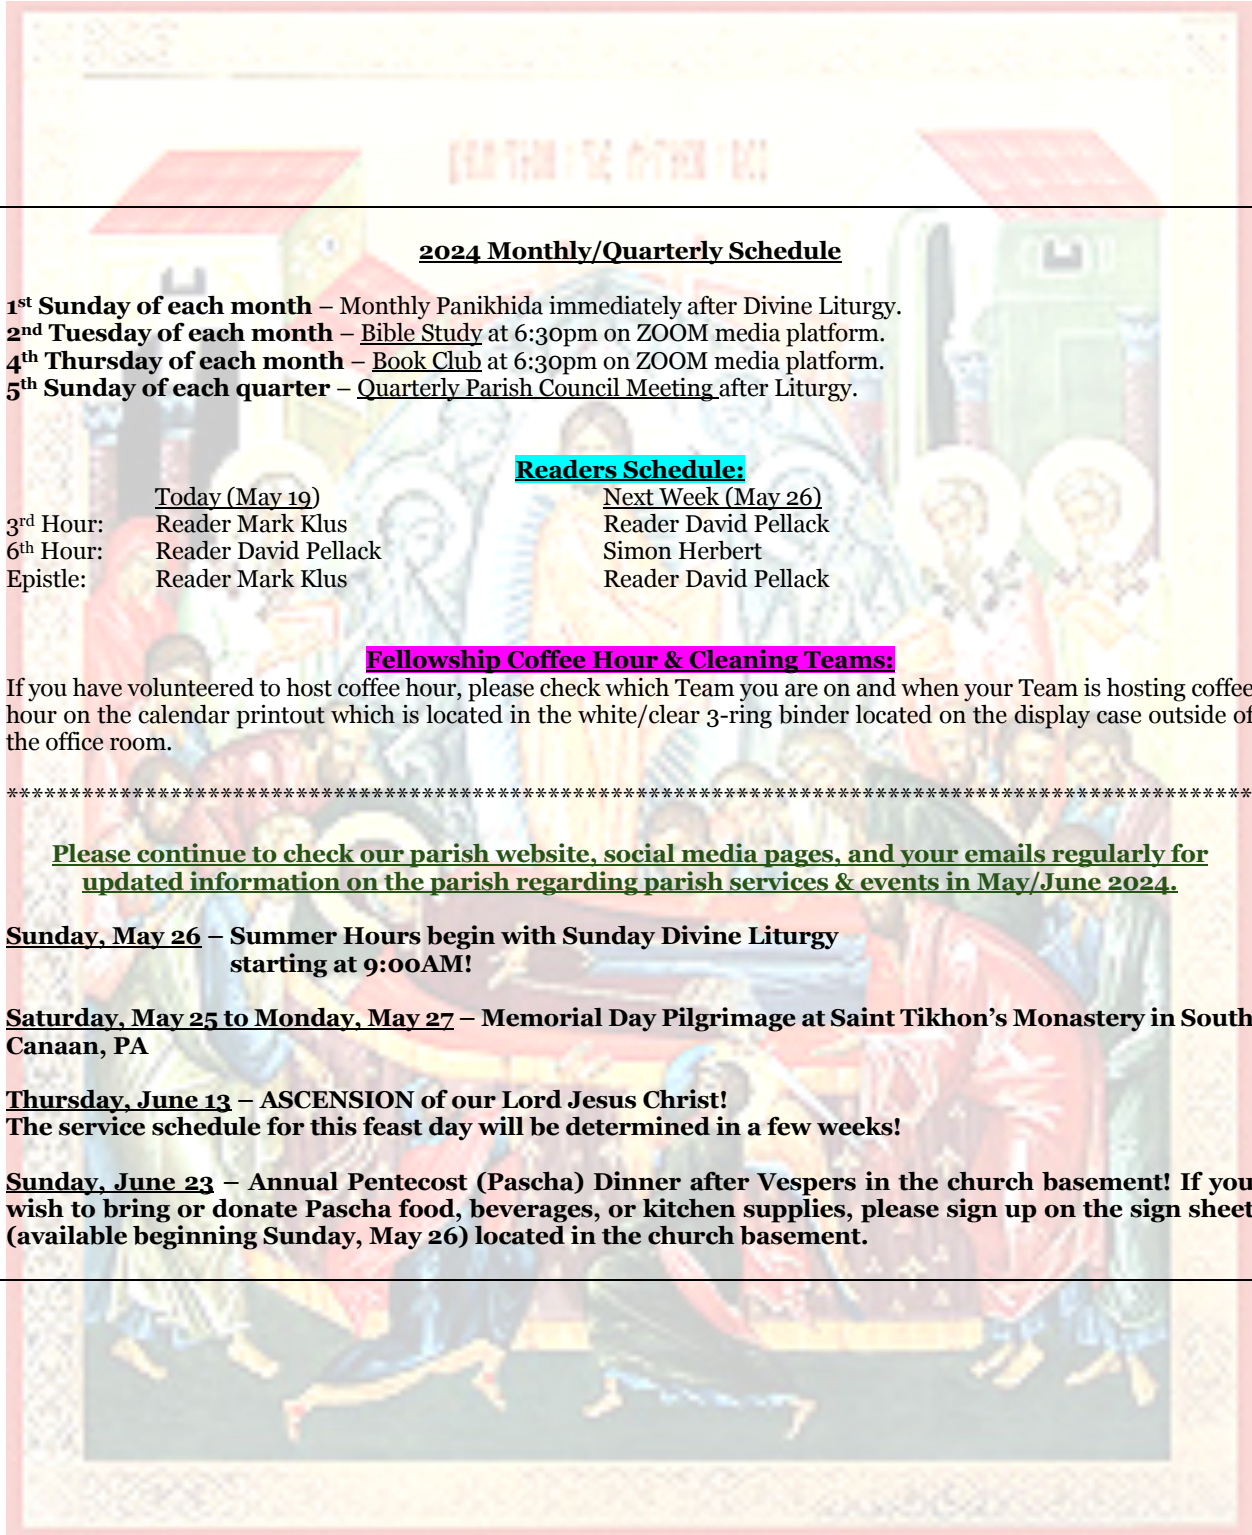 2024 Monthly/Quarterly Schedule
1st Sunday of each month – Monthly Panikhida immediately after Divine Liturgy.
2nd Tuesday of each month – Bible Study at 6:30pm on ZOOM media platform.
4th Thursday of each month – Book Club at 6:30pm on ZOOM media platform.
5th Sunday of each quarter – Quarterly Parish Council Meeting after Liturgy.
Readers Schedule:
Today (May 19) Next Week (May 26)
3rd Hour: Reader Mark Klus Reader David Pellack
6th Hour: Reader David Pellack Simon Herbert
Epistle: Reader Mark Klus Reader David Pellack
Fellowship Coffee Hour & Cleaning Teams:
If you have volunteered to host coffee hour, please check which Team you are on and when your Team is hosting coffee
hour on the calendar printout which is located in the white/clear 3-ring binder located on the display case outside of
the office room.
****************************************************************************************************
Please continue to check our parish website, social media pages, and your emails regularly for
updated information on the parish regarding parish services & events in May/June 2024.
Sunday, May 26 – Summer Hours begin with Sunday Divine Liturgy
starting at 9:00AM!
Saturday, May 25 to Monday, May 27 – Memorial Day Pilgrimage at Saint Tikhon’s Monastery in South
Canaan, PA
Thursday, June 13 – ASCENSION of our Lord Jesus Christ!
The service schedule for this feast day will be determined in a few weeks!
Sunday, June 23 – Annual Pentecost (Pascha) Dinner after Vespers in the church basement! If you
wish to bring or donate Pascha food, beverages, or kitchen supplies, please sign up on the sign sheet
(available beginning Sunday, May 26) located in the church basement.